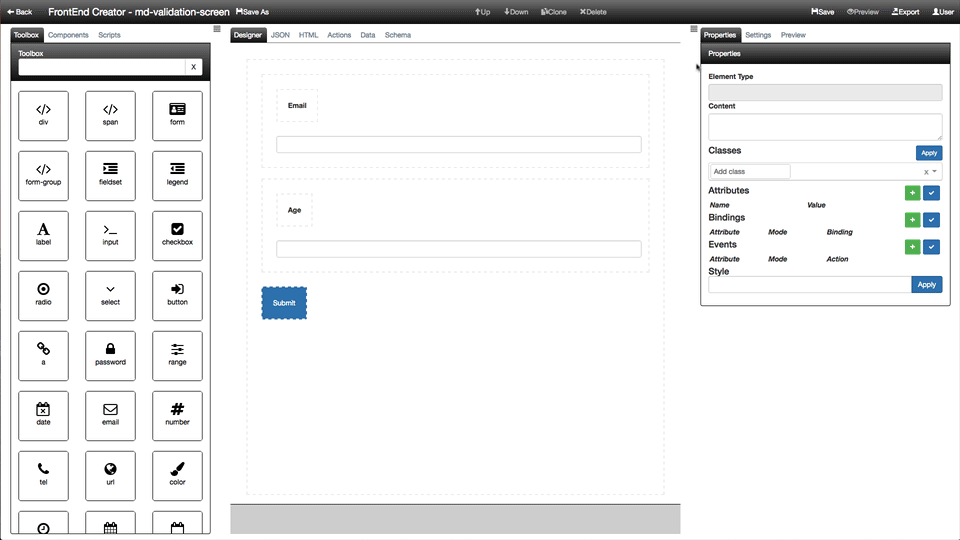 Back FrontEnd Creator - md-validation-screen Save As Up Down Clone Delete Save Preview Export User
Toolbox Components Scripts
Toolbox
X
div span form
form-group fieldset legend
label input checkbox
radio select button
a password range
date email number
tel url color
Designer JSON HTML Actions Data Schema
Email
Age
Submit
Properties Settings Preview
Properties
Element Type
Content
Classes Apply
Add class x
Attributes
Name Value
Bindings
Attribute Mode Binding
Events
Attribute Mode Action
Style
Apply